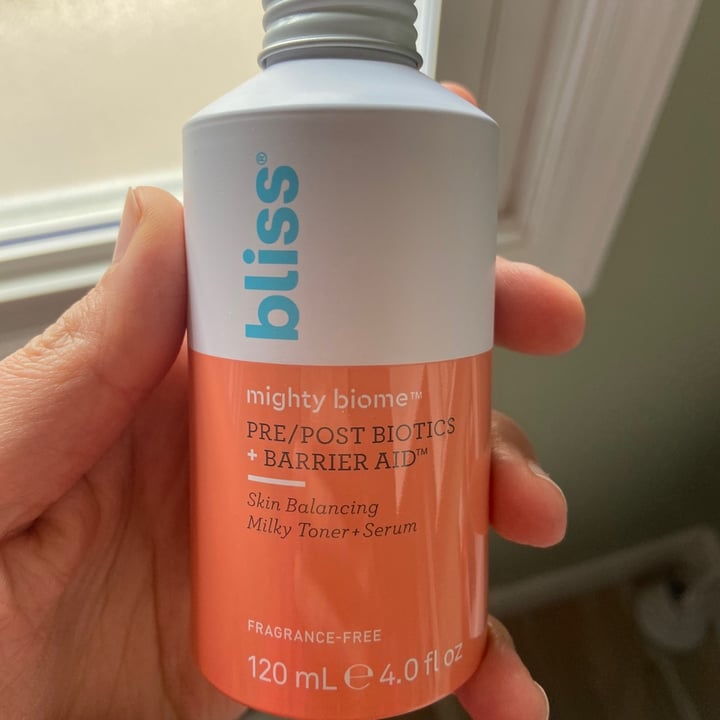 bliss®
mighty biome™
PRE/POST BIOTICS
+ BARRIER AID™
Skin Balancing
Milky Toner + Serum
FRAGRANCE-FREE
120 mL ℮ 4.0 fl oz